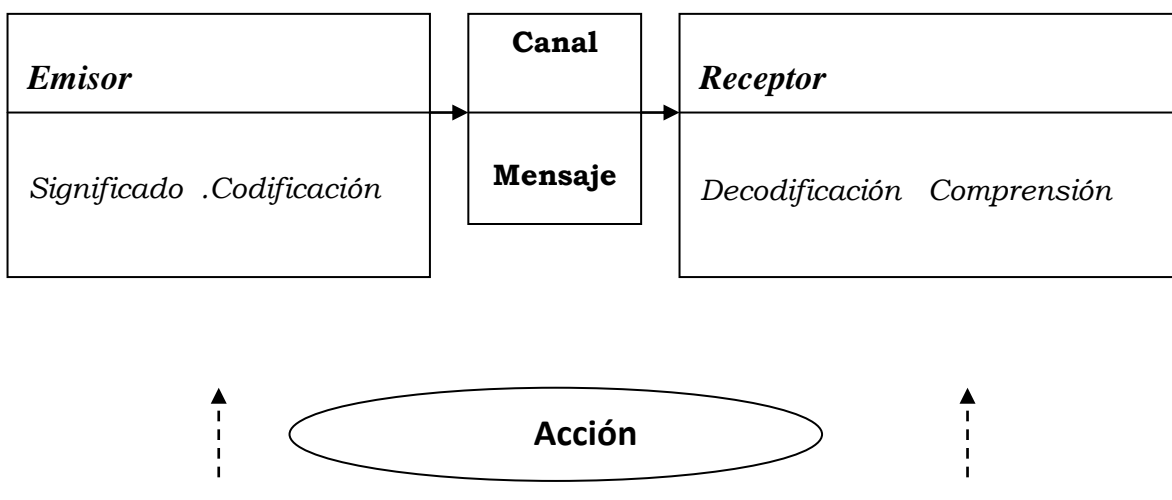 Emisor
Significado .Codificación
Canal
Mensaje
Receptor
Decodificación Comprensión
Acción